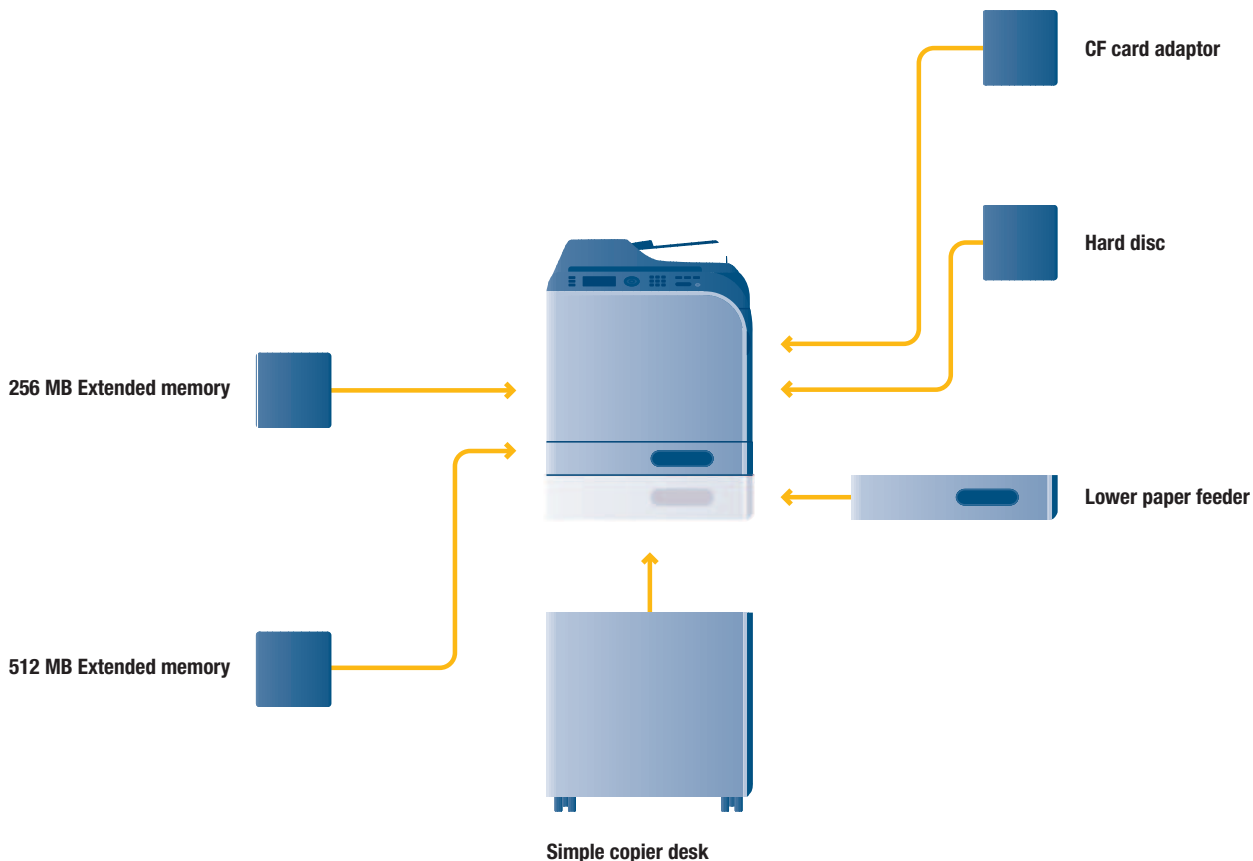 CF card adaptor
Hard disc
256 MB Extended memory
Lower paper feeder
512 MB Extended memory
Simple copier desk